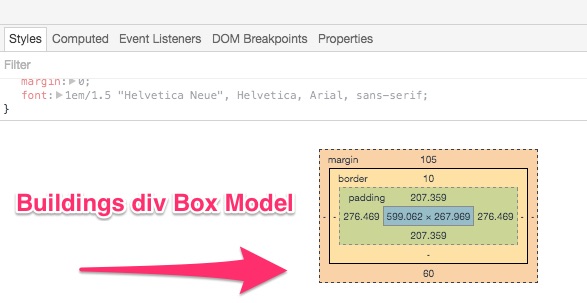 Styles Computed Event Listeners DOM Breakpoints Properties
Filter
margin:▶0;
font:▶1em/1.5 "Helvetica Neue", Helvetica, Arial, sans-serif;
}
margin 105
border 10
padding 207.359
Buildings div Box Model
- - 276.469 599.062 × 267.969 276.469 - -
207.359
-
60